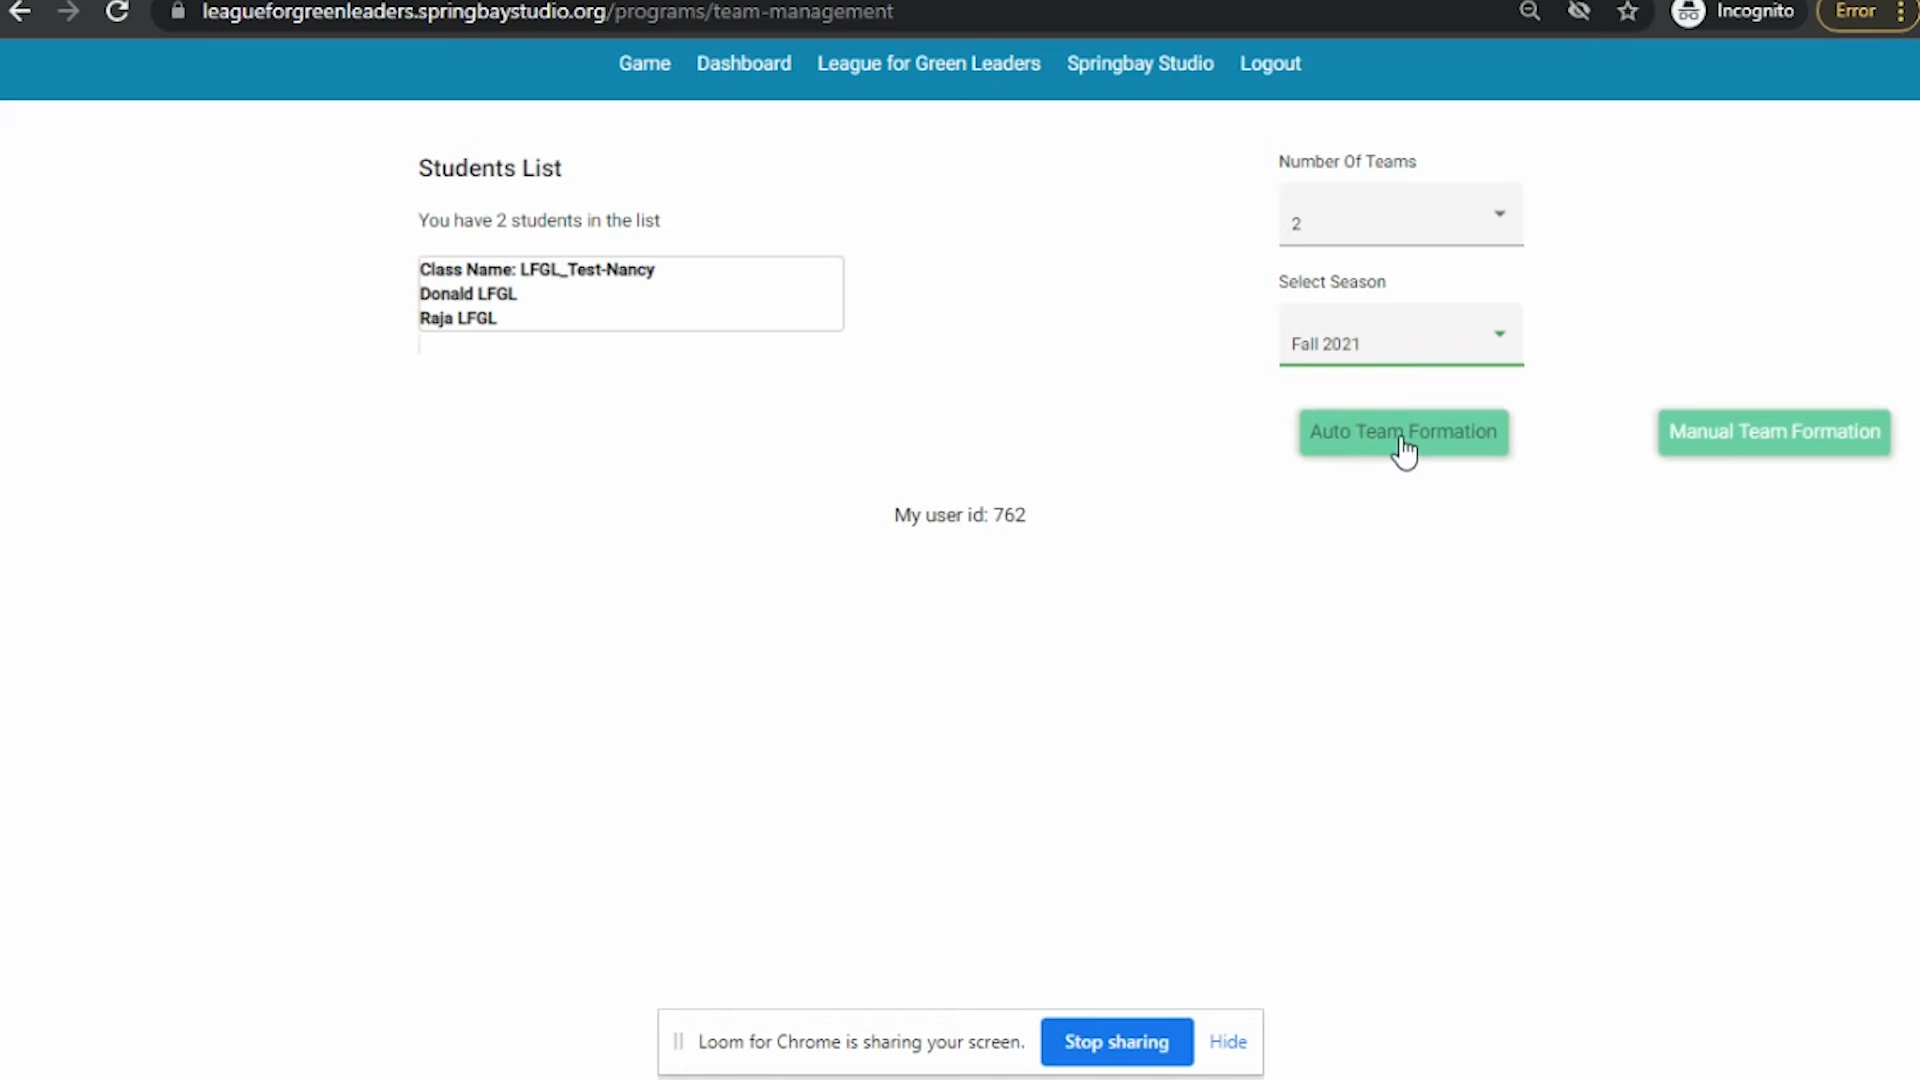 leagueforgreenleaders.springbaystudio.org/programs/team-management
Incognito
Error
Game Dashboard League for Green Leaders Springbay Studio Logout
Students List
You have 2 students in the list
Class Name: LFGL_Test-Nancy
Donald LFGL
Raja LFGL
Number Of Teams
2
Select Season
Fall 2021
Auto Team Formation
Manual Team Formation
My user id: 762
Loom for Chrome is sharing your screen. Stop sharing Hide